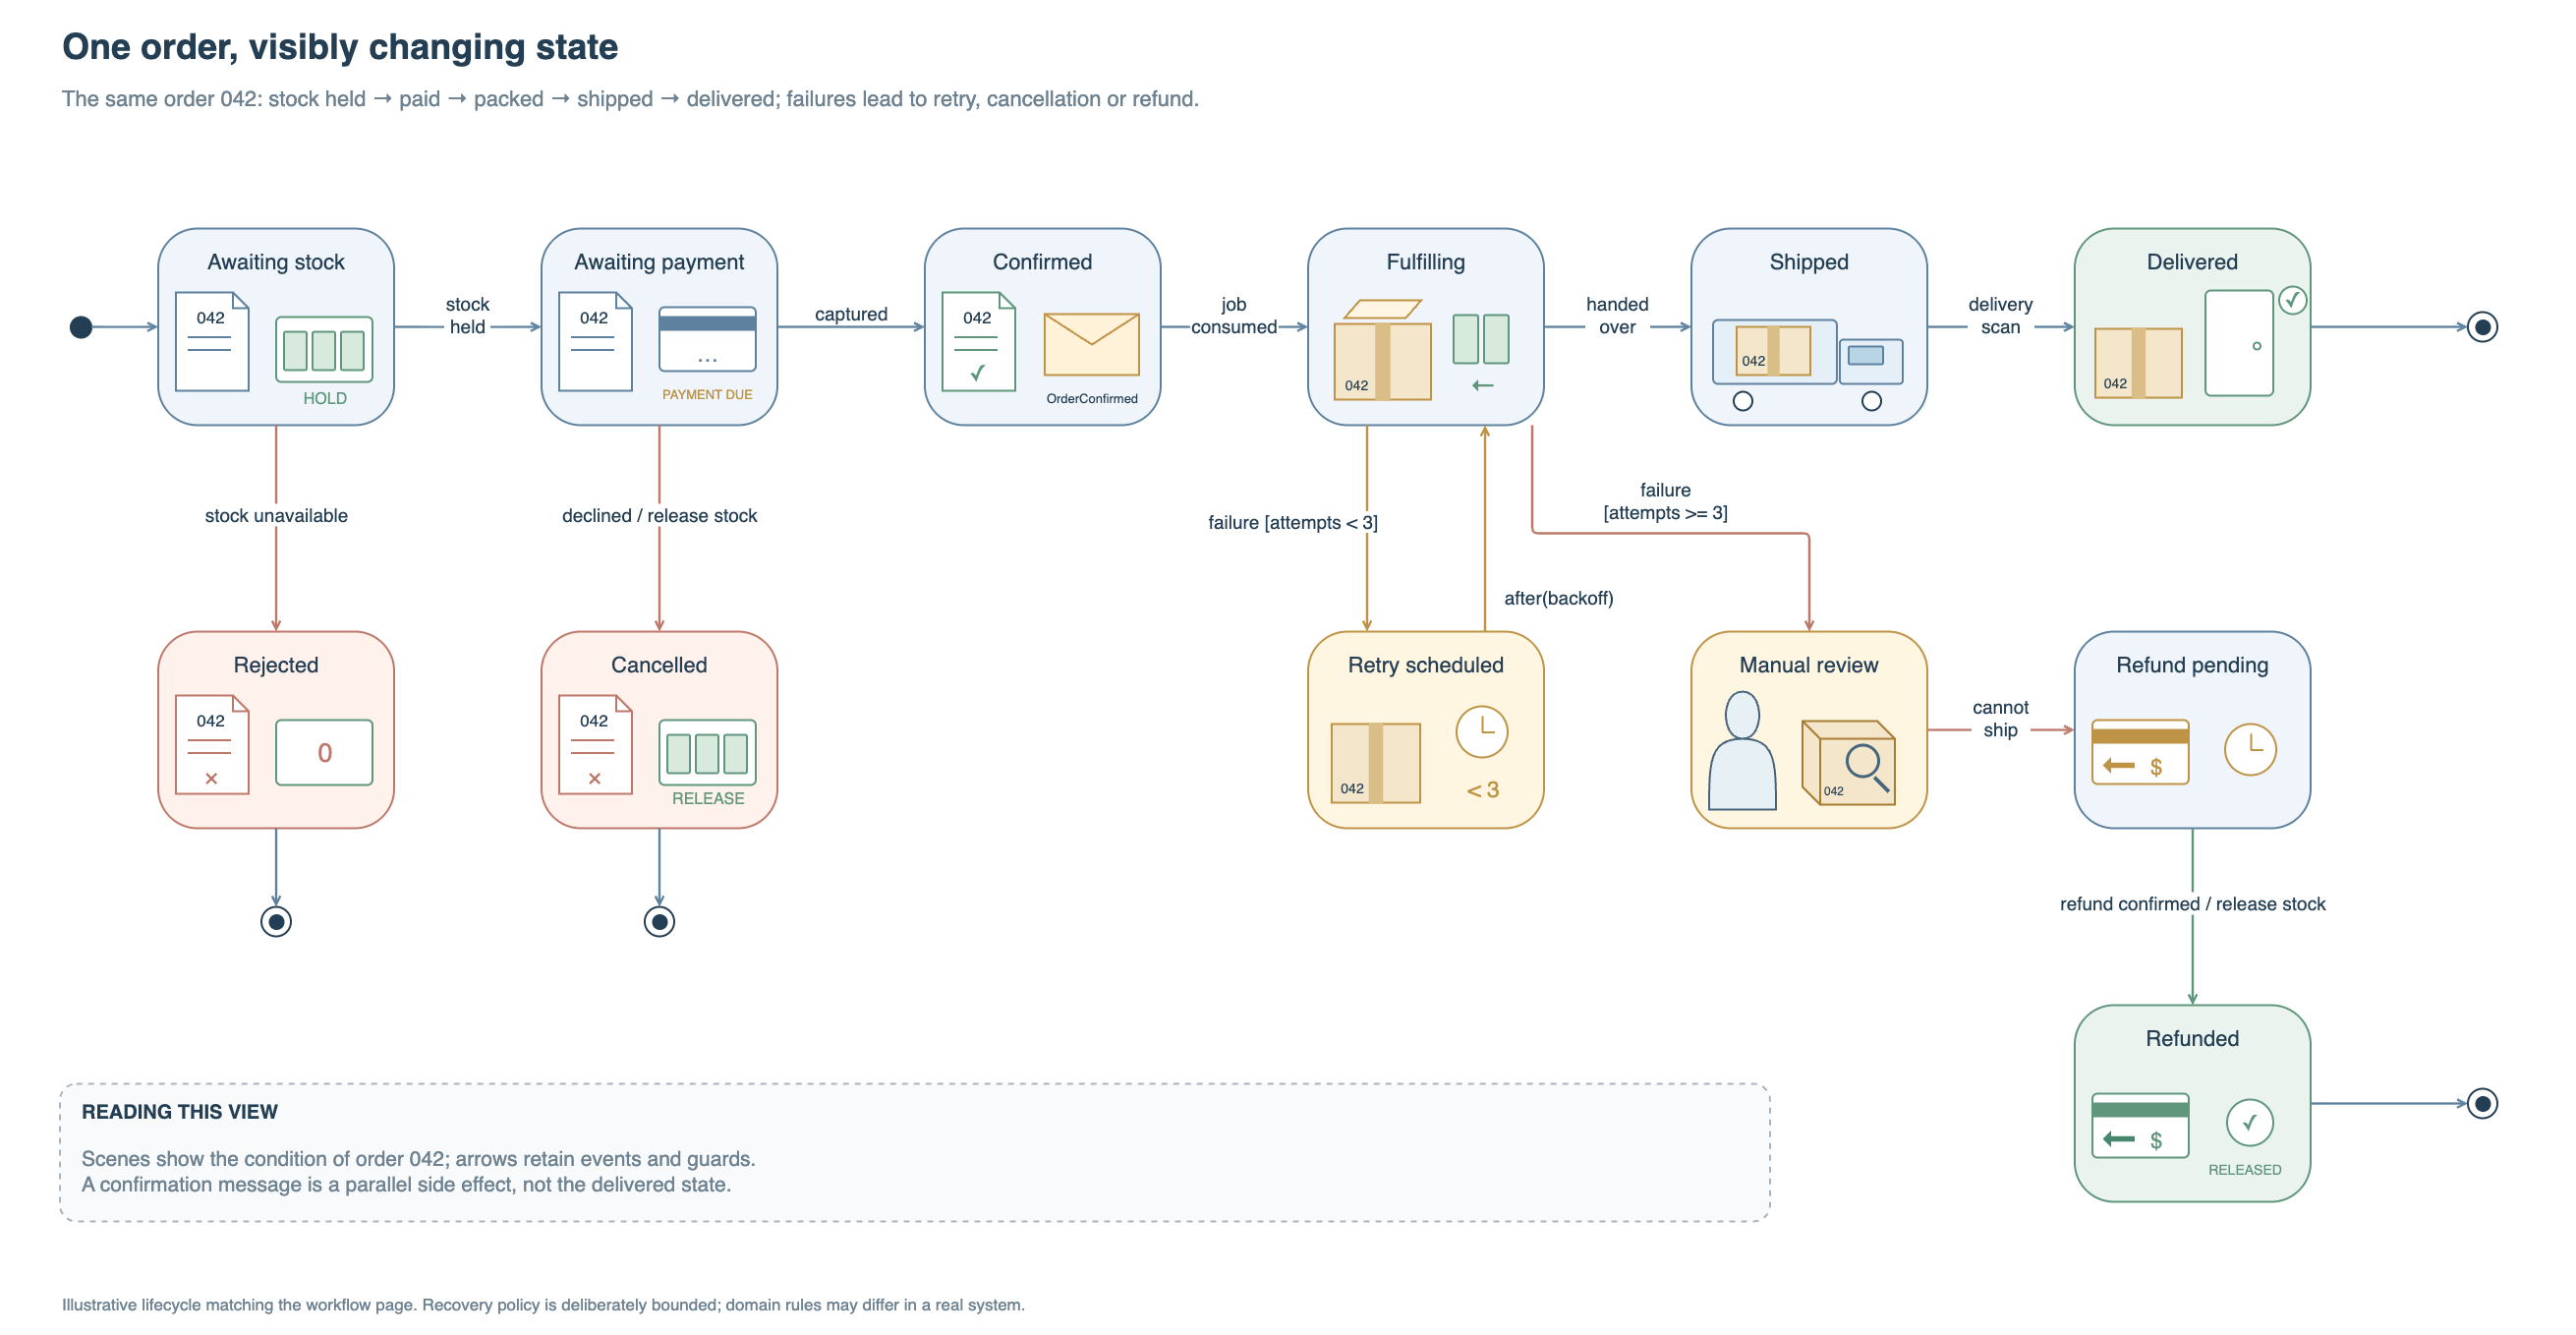 One order, visibly changing state
The same order 042: stock held → paid → packed → shipped → delivered; failures lead to retry, cancellation or refund.
Awaiting stock
042
HOLD
stock
held
Awaiting payment
042
...
PAYMENT DUE
captured
Confirmed
042
✓
OrderConfirmed
job
consumed
Fulfilling
042
←
handed
over
Shipped
042
delivery
scan
Delivered
042
✓
stock unavailable
declined / release stock
failure [attempts < 3]
after(backoff)
failure
[attempts >= 3]
Rejected
042
×
0
Cancelled
042
×
RELEASE
Retry scheduled
042
< 3
Manual review
042
cannot
ship
Refund pending
$
refund confirmed / release stock
Refunded
$
✓
RELEASED
READING THIS VIEW
Scenes show the condition of order 042; arrows retain events and guards.
A confirmation message is a parallel side effect, not the delivered state.
Illustrative lifecycle matching the workflow page. Recovery policy is deliberately bounded; domain rules may differ in a real system.